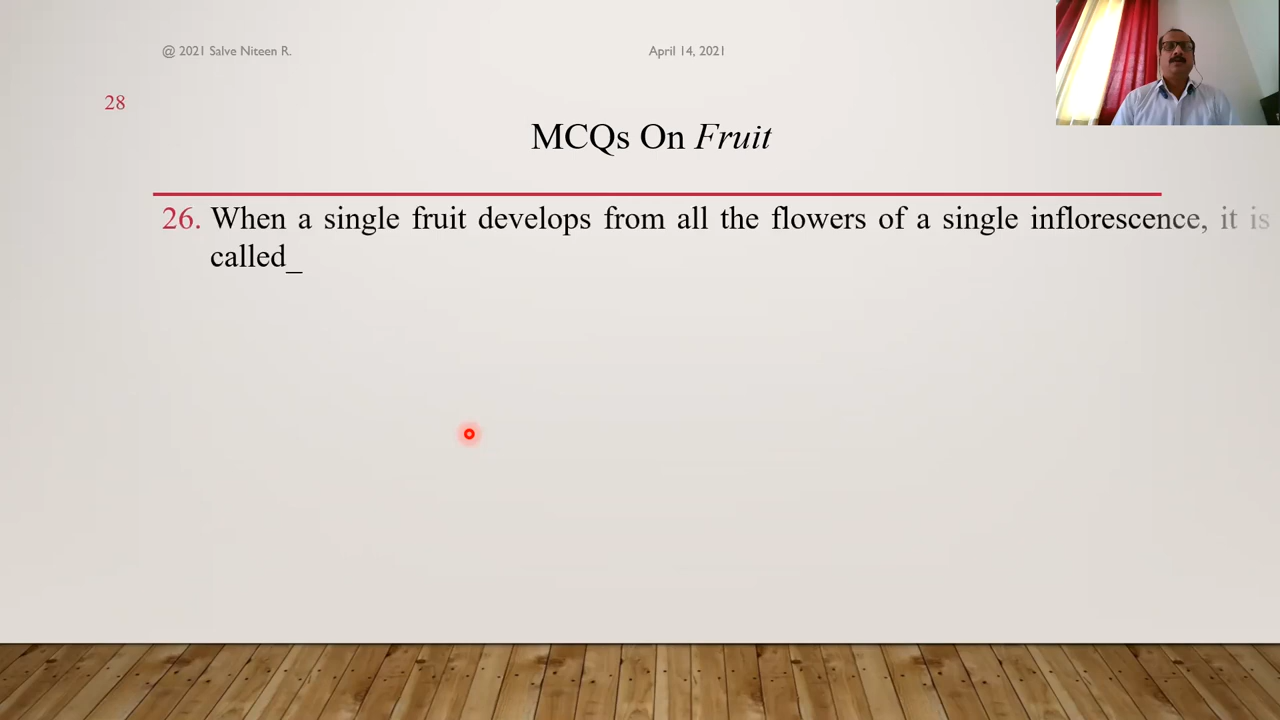 @ 2021 Salve Niteen R.
April 14, 2021
28
MCQs On Fruit
26. When a single fruit develops from all the flowers of a single inflorescence, it is
called_